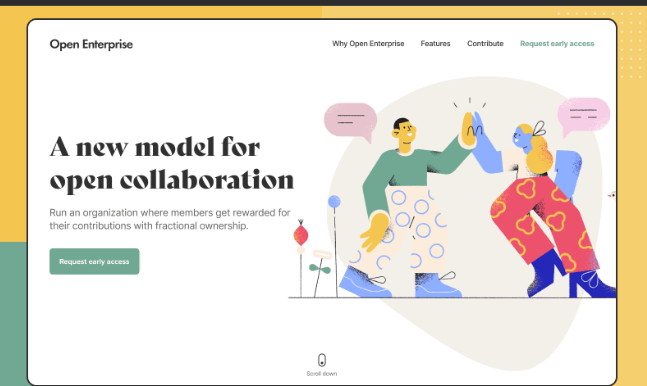 Open Enterprise
Why Open Enterprise Features Contribute Request early access
A new model for
open collaboration
Run an organization where members get rewarded for
their contributions with fractional ownership.
Request early access
Scroll down